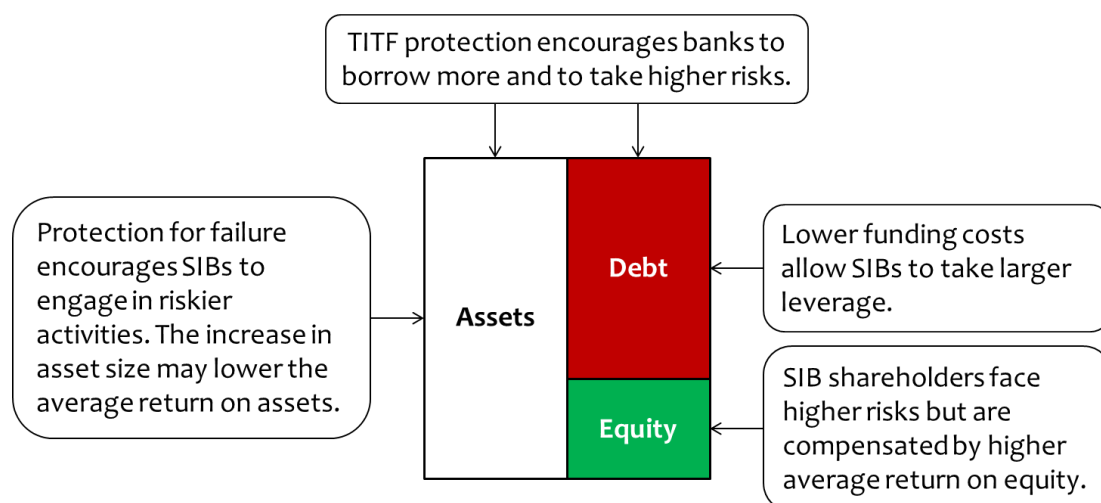 TITF protection encourages banks to
borrow more and to take higher risks.
Protection for failure
encourages SIBs to
engage in riskier
activities. The increase in
asset size may lower the
average return on assets.
Assets
Debt
Equity
Lower funding costs
allow SIBs to take larger
leverage.
SIB shareholders face
higher risks but are
compensated by higher
average return on equity.